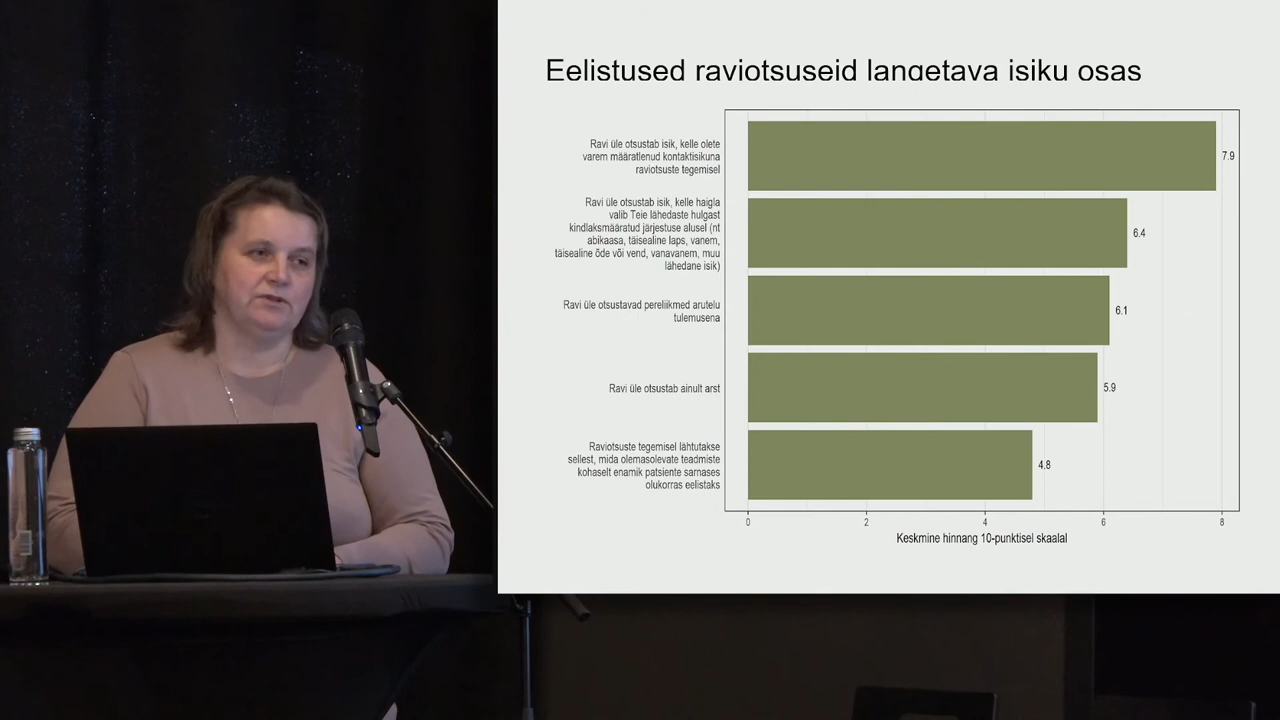 Eelistused raviotsuseid langetava isiku osas
Ravi üle otsustab isik, kelle olete
varem määratlenud kontaktisikuna
raviotsuste tegemisel
7.9
Ravi üle otsustab isik, kelle haigla
valib Teie lähedaste hulgast
kindlaksmääratud järjestuse alusel (nt
abikaasa, täisealine laps, vanem,
täisealine õde või vend, vanavanem, muu
lähedane isik)
6.4
Ravi üle otsustavad pereliikmed arutelu
tulemusena
6.1
Ravi üle otsustab ainult arst
5.9
Raviotsuste tegemisel lähtutakse
sellest, mida olemasolevate teadmiste
kohaselt enamik patsiente sarnases
olukorras eelistaks
4.8
0 2 4 6 8
Keskmine hinnang 10-punktisel skaalal